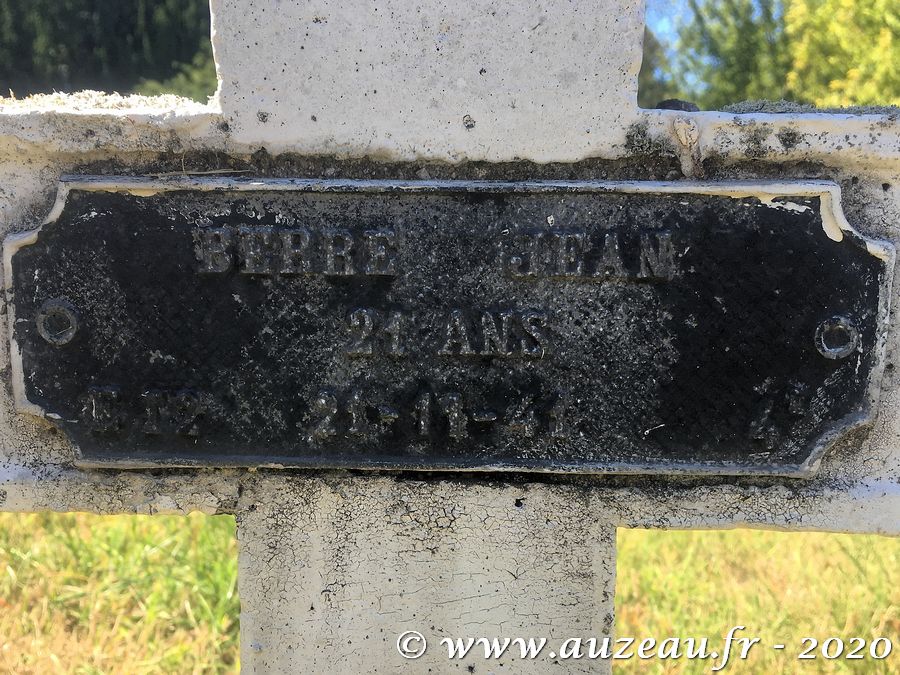 BERRE JEAN
21 ANS
21-11-41
© www.auzeau.fr - 2020